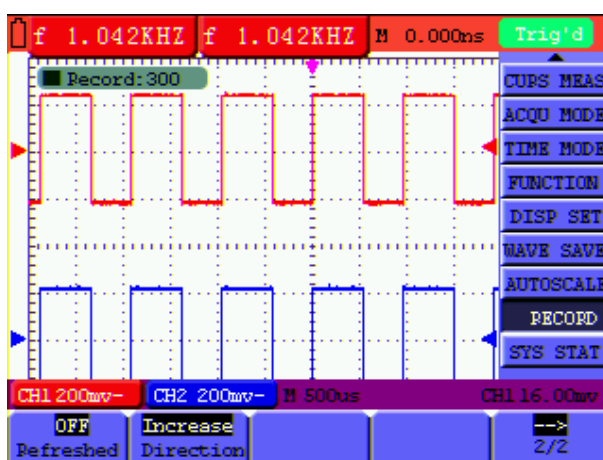 f 1.042KHZ f 1.042KHZ M 0.000ns Trig'd
Record:300
CURS MEAS
ACQU MODE
TIME MODE
FUNCTION
DISP SET
WAVE SAVE
AUTOSCALE
RECORD
SYS STAT
CH1 200mv- CH2 200mv- M 500us CH1 16.00mv
OFF Increase -->
Refreshed Direction 2/2